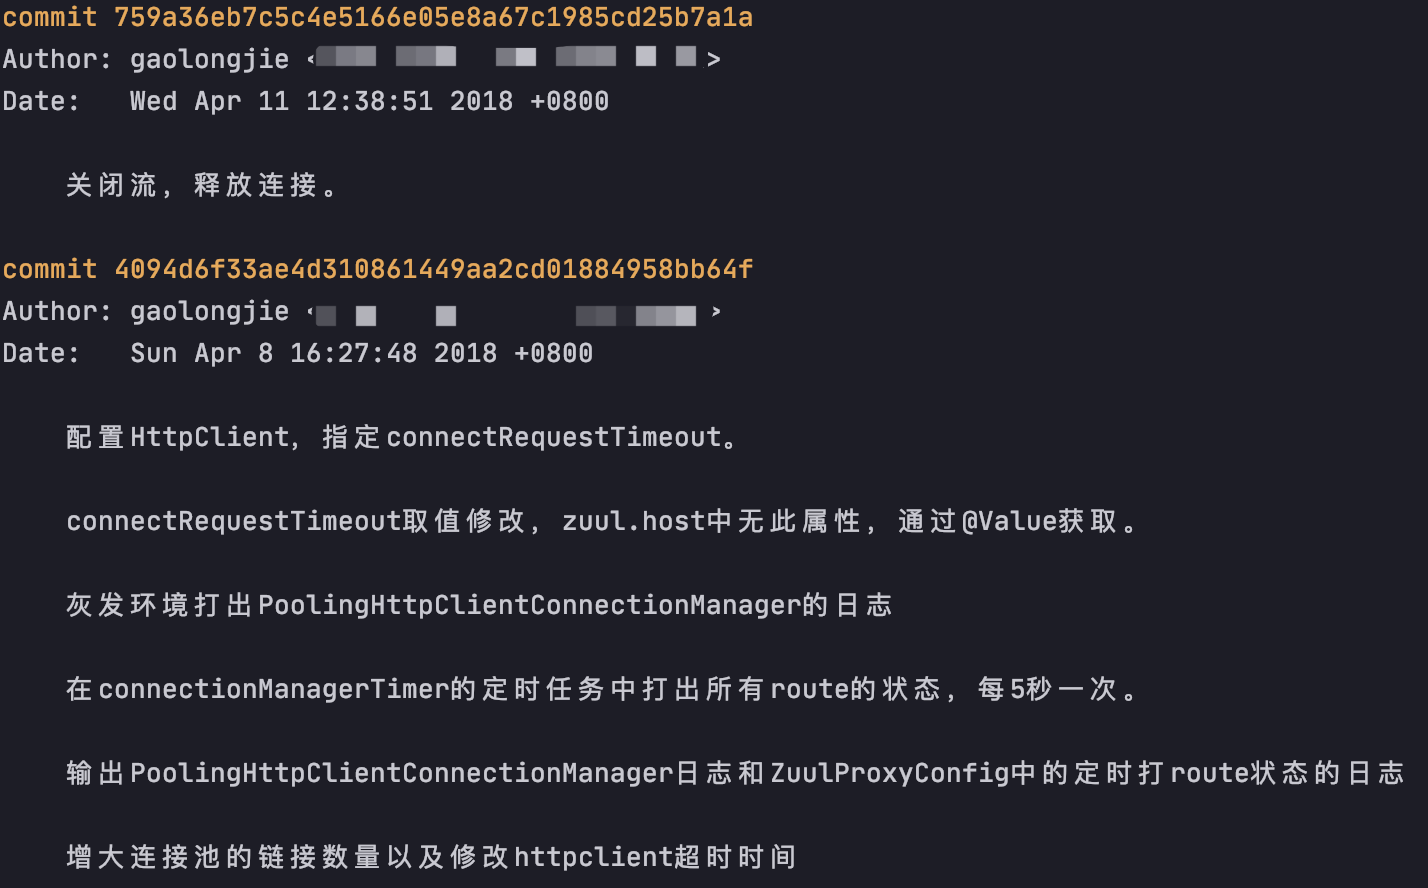 commit 759a36eb7c5c4e5166e05e8a67c1985cd25b7a1a
Author: gaolongjie < >
Date:   Wed Apr 11 12:38:51 2018 +0800
关闭流，释放连接。
commit 4094d6f33ae4d310861449aa2cd01884958bb64f
Author: gaolongjie < >
Date:   Sun Apr 8 16:27:48 2018 +0800
配置HttpClient，指定connectRequestTimeout。
connectRequestTimeout取值修改，zuul.host中无此属性，通过@Value获取。
灰发环境打出PoolingHttpClientConnectionManager的日志
在connectionManagerTimer的定时任务中打出所有route的状态，每5秒一次。
输出PoolingHttpClientConnectionManager日志和ZuulProxyConfig中的定时打route状态的日志
增大连接池的链接数量以及修改httpclient超时时间